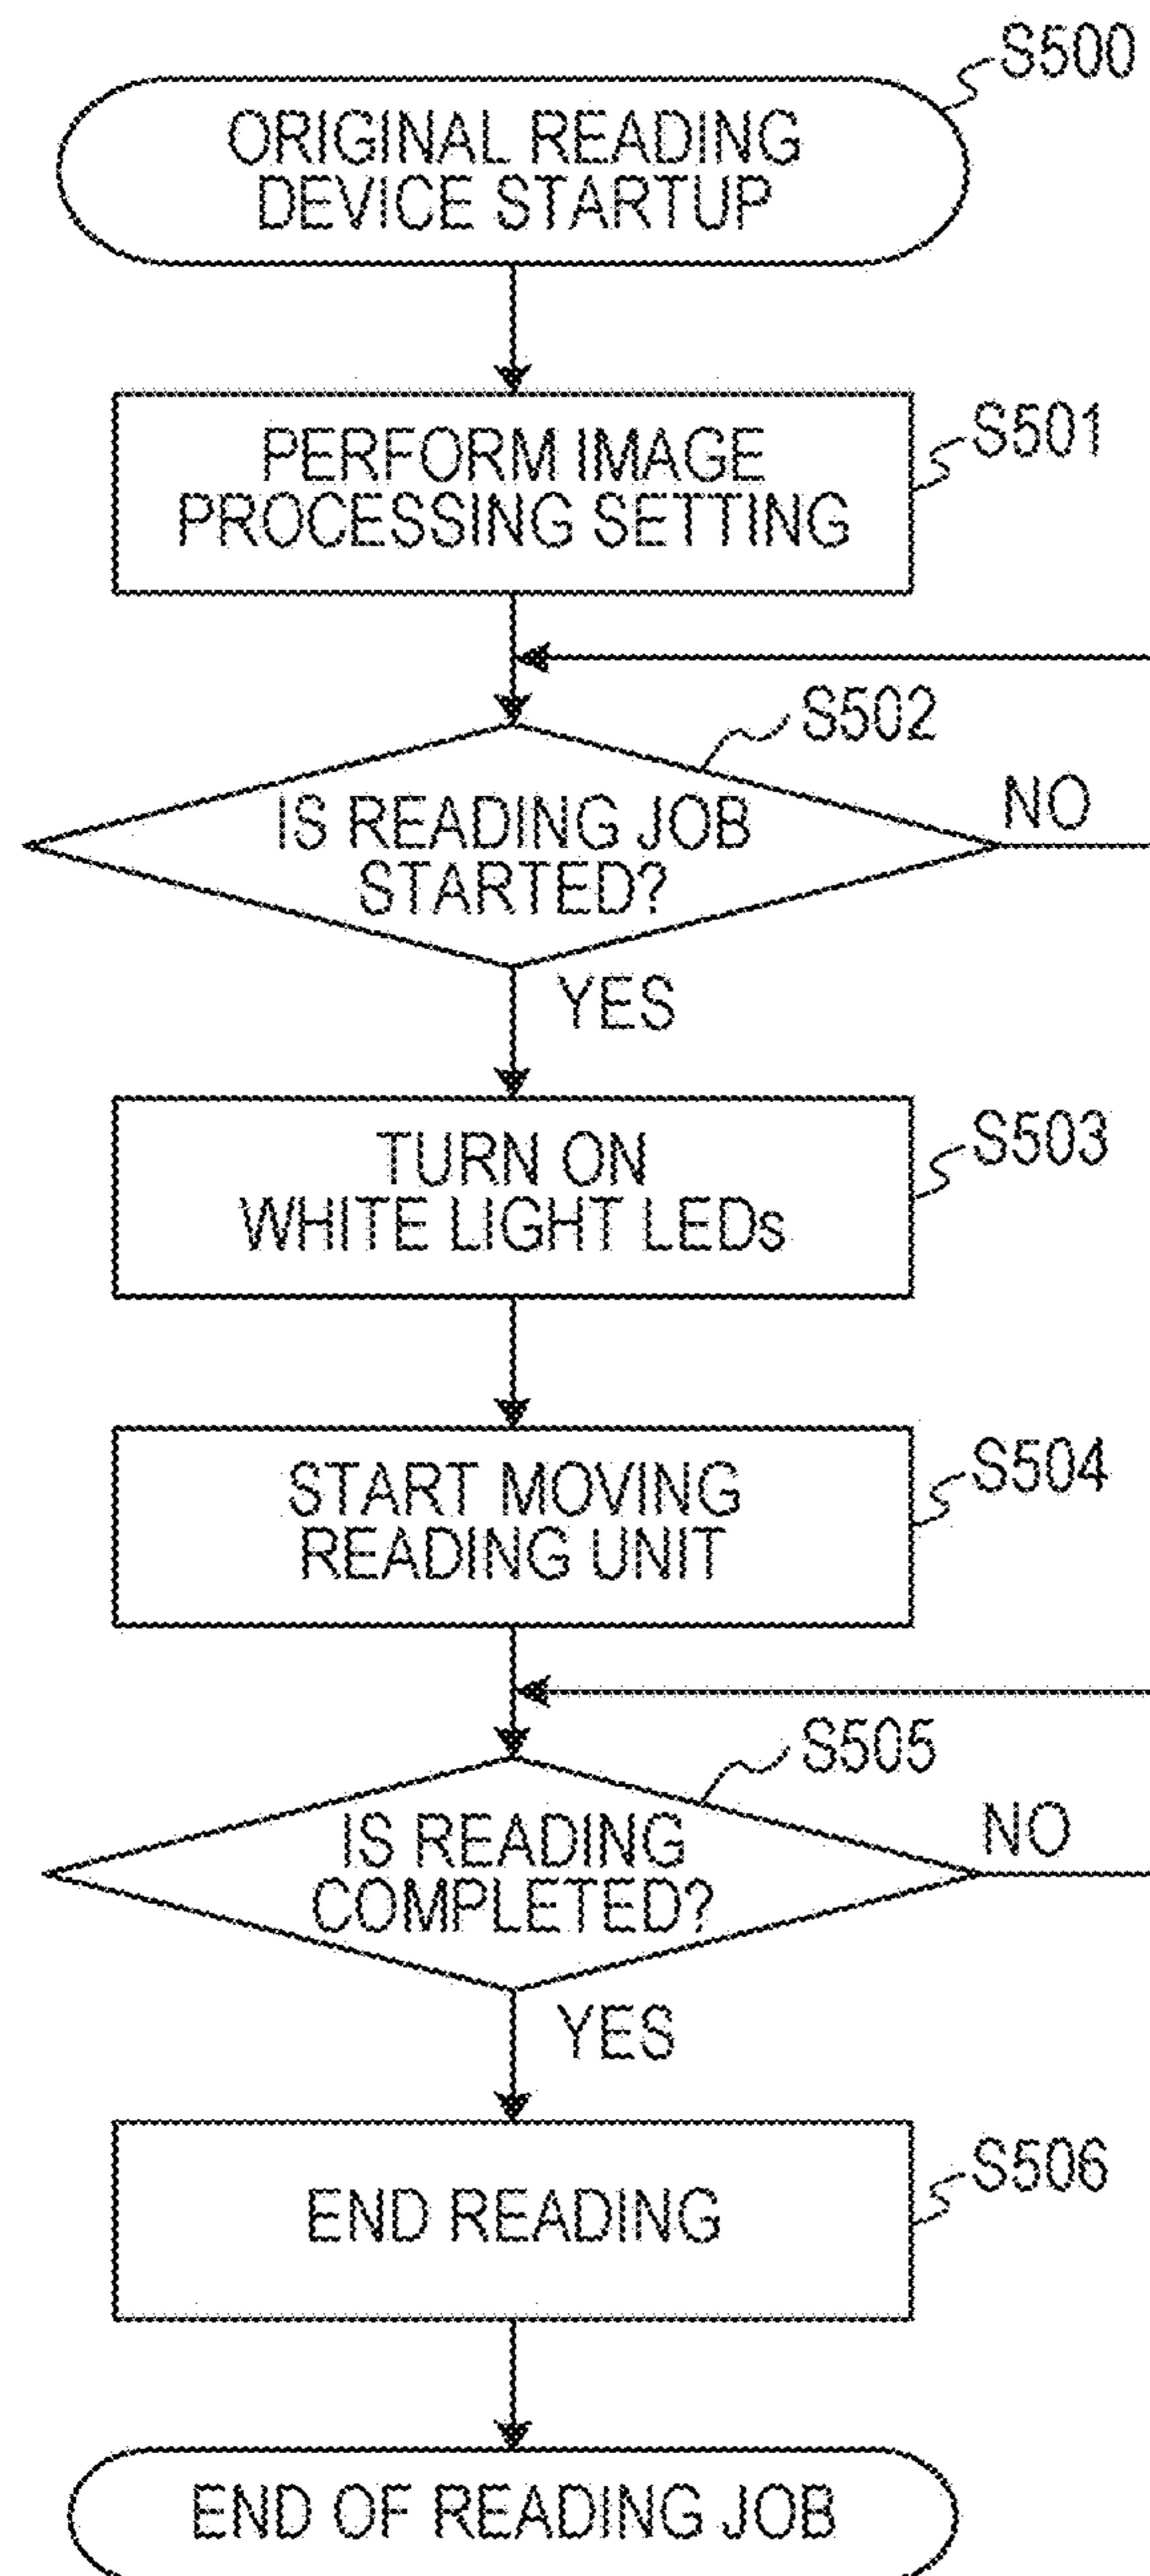 S500
ORIGINAL READING
DEVICE STARTUP
S501
PERFORM IMAGE
PROCESSING SETTING
S502
IS READING JOB
STARTED?
NO
YES
S503
TURN ON
WHITE LIGHT LEDs
S504
START MOVING
READING UNIT
S505
IS READING
COMPLETED?
NO
YES
S506
END READING
END OF READING JOB